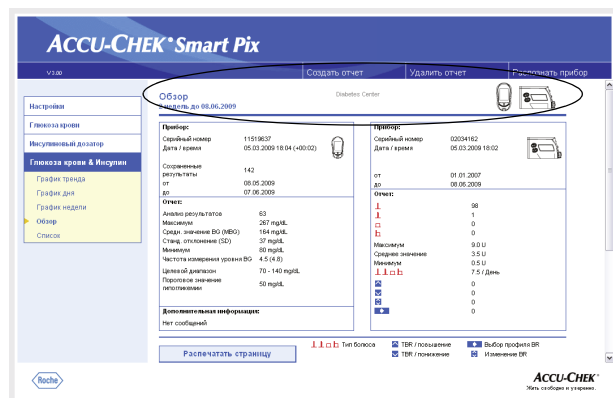 ACCU-CHEK® Smart Pix
V3.00
Создать отчет Удалить отчет Распознать прибор
Обзор
2 недель до 08.06.2009
Diabetes Center
Настройки
Глюкоза крови
Инсулиновый дозатор
Глюкоза крови & Инсулин
График тренда
График дня
График недели
Обзор
Список
Прибор:
Серийный номер 11519637
Дата / время 05.03.2009 18:04 (+00:02)
Сохраненные
результаты 142
от 08.05.2009
до 07.06.2009
Отчет:
Анализ результатов 63
Максимум 267 mg/dL
Средн. значение BG (MBG) 164 mg/dL
Станд. отклонение (SD) 37 mg/dL
Минимум 80 mg/dL
Частота измерения уровня BG 4.5 (4.8)
Целевой диапазон 70 - 140 mg/dL
Пороговое значение
гипогликемии 50 mg/dL
Дополнительная информация:
Нет сообщений
Прибор:
Серийный номер 02034162
Дата / время 05.03.2009 18:02
от 01.01.2007
до 08.06.2009
Отчет:
98
1
0
0
Максимум 9.0 U
Среднее значение 3.5 U
Минимум 0.5 U
7.5 / День
0
0
0
0
Распечатать страницу
Тип болюса TBR / повышение Выбор профиля BR
TBR / понижение Изменение BR
Roche
ACCU-CHEK®
Жить свободно и уверенно.